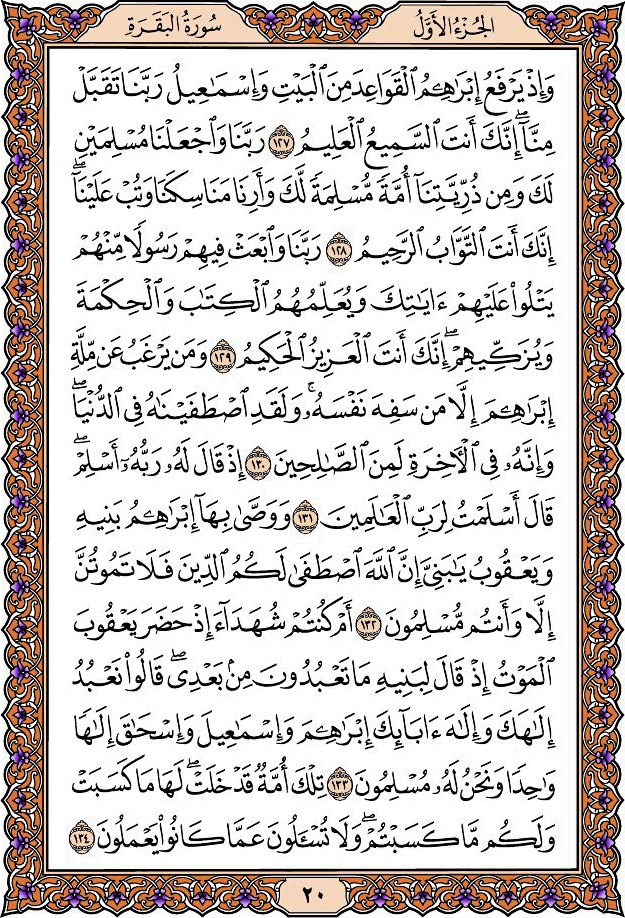 الجُزْءُ الأَوَّلُ
سُورَةُ البَقَرَةِ
وَإِذۡ يَرۡفَعُ إِبۡرَٰهِـۧمُ ٱلۡقَوَاعِدَ مِنَ ٱلۡبَيۡتِ وَإِسۡمَٰعِيلُ رَبَّنَا تَقَبَّلۡ
مِنَّآۖ إِنَّكَ أَنتَ ٱلسَّمِيعُ ٱلۡعَلِيمُ ١٢٧ رَبَّنَا وَٱجۡعَلۡنَا مُسۡلِمَيۡنِ
لَكَ وَمِن ذُرِّيَّتِنَآ أُمَّةٗ مُّسۡلِمَةٗ لَّكَ وَأَرِنَا مَنَاسِكَنَا وَتُبۡ عَلَيۡنَآۖ
إِنَّكَ أَنتَ ٱلتَّوَّابُ ٱلرَّحِيمُ ١٢٨ رَبَّنَا وَٱبۡعَثۡ فِيهِمۡ رَسُولٗا مِّنۡهُمۡ
يَتۡلُواْ عَلَيۡهِمۡ ءَايَٰتِكَ وَيُعَلِّمُهُمُ ٱلۡكِتَٰبَ وَٱلۡحِكۡمَةَ
وَيُزَكِّيهِمۡۖ إِنَّكَ أَنتَ ٱلۡعَزِيزُ ٱلۡحَكِيمُ ١٢٩ وَمَن يَرۡغَبُ عَن مِّلَّةِ
إِبۡرَٰهِـۧمَ إِلَّا مَن سَفِهَ نَفۡسَهُۥۚ وَلَقَدِ ٱصۡطَفَيۡنَٰهُ فِي ٱلدُّنۡيَاۖ
وَإِنَّهُۥ فِي ٱلۡأٓخِرَةِ لَمِنَ ٱلصَّٰلِحِينَ ١٣٠ إِذۡ قَالَ لَهُۥ رَبُّهُۥٓ أَسۡلِمۡۖ
قَالَ أَسۡلَمۡتُ لِرَبِّ ٱلۡعَٰلَمِينَ ١٣١ وَوَصَّىٰ بِهَآ إِبۡرَٰهِـۧمُ بَنِيهِ
وَيَعۡقُوبُ يَٰبَنِيَّ إِنَّ ٱللَّهَ ٱصۡطَفَىٰ لَكُمُ ٱلدِّينَ فَلَا تَمُوتُنَّ
إِلَّا وَأَنتُم مُّسۡلِمُونَ ١٣٢ أَمۡ كُنتُمۡ شُهَدَآءَ إِذۡ حَضَرَ يَعۡقُوبَ
ٱلۡمَوۡتُ إِذۡ قَالَ لِبَنِيهِ مَا تَعۡبُدُونَ مِنۢ بَعۡدِيۖ قَالُواْ نَعۡبُدُ
إِلَٰهَكَ وَإِلَٰهَ ءَابَآئِكَ إِبۡرَٰهِـۧمَ وَإِسۡمَٰعِيلَ وَإِسۡحَٰقَ إِلَٰهٗا
وَٰحِدٗا وَنَحۡنُ لَهُۥ مُسۡلِمُونَ ١٣٣ تِلۡكَ أُمَّةٞ قَدۡ خَلَتۡۖ لَهَا مَا كَسَبَتۡ
وَلَكُم مَّا كَسَبۡتُمۡۖ وَلَا تُسۡـَٔلُونَ عَمَّا كَانُواْ يَعۡمَلُونَ ١٣٤
٢٠